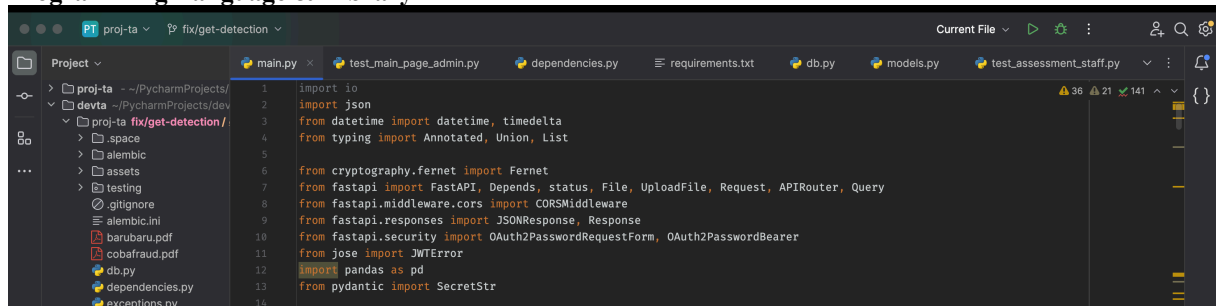 PT proj-ta fix/get-detection Current File
Project main.py test_main_page_admin.py dependencies.py requirements.txt db.py models.py test_assessment_staff.py
proj-ta - ~/PycharmProjects/
devta ~/PycharmProjects/dev
proj-ta fix/get-detection /
.space
alembic
assets
testing
.gitignore
alembic.ini
barubaru.pdf
cobafraud.pdf
db.py
dependencies.py
exceptions.py
36 21 141
1 import io
2 import json
3 from datetime import datetime, timedelta
4 from typing import Annotated, Union, List
5
6 from cryptography.fernet import Fernet
7 from fastapi import FastAPI, Depends, status, File, UploadFile, Request, APIRouter, Query
8 from fastapi.middleware.cors import CORSMiddleware
9 from fastapi.responses import JSONResponse, Response
10 from fastapi.security import OAuth2PasswordRequestForm, OAuth2PasswordBearer
11 from jose import JWTError
12 import pandas as pd
13 from pydantic import SecretStr
14